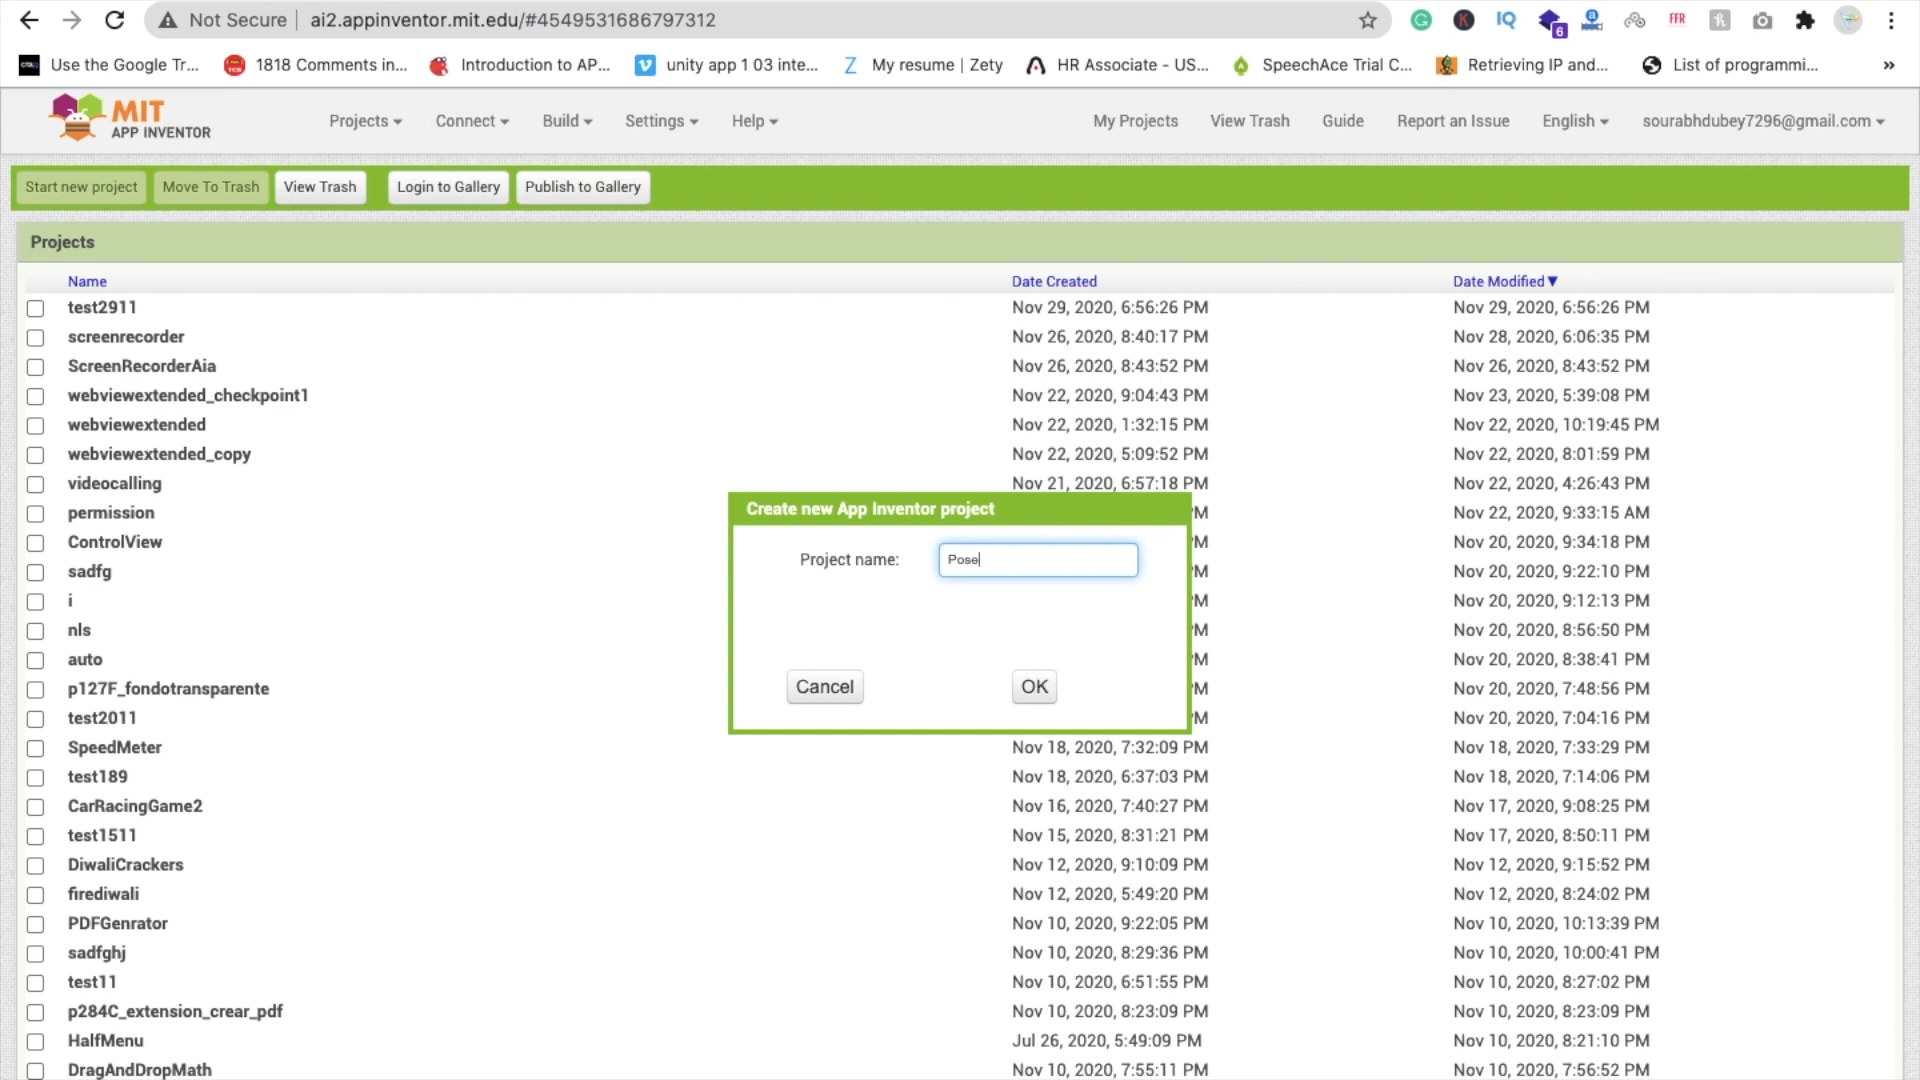 Not Secure ai2.appinventor.mit.edu/#4549531686797312
6
FFR
Use the Google Tr... 1818 Comments in... Introduction to AP... unity app 1 03 inte... My resume | Zety HR Associate - US... SpeechAce Trial C... Retrieving IP and... List of programmi... »
MIT
APP INVENTOR
Projects Connect Build Settings Help My Projects View Trash Guide Report an Issue English sourabhdubey7296@gmail.com
Start new project Move To Trash View Trash Login to Gallery Publish to Gallery
Projects
Name Date Created Date Modified▼
test2911 Nov 29, 2020, 6:56:26 PM Nov 29, 2020, 6:56:26 PM
screenrecorder Nov 26, 2020, 8:40:17 PM Nov 28, 2020, 6:06:35 PM
ScreenRecorderAia Nov 26, 2020, 8:43:52 PM Nov 26, 2020, 8:43:52 PM
webviewextended_checkpoint1 Nov 22, 2020, 9:04:43 PM Nov 23, 2020, 5:39:08 PM
webviewextended Nov 22, 2020, 1:32:15 PM Nov 22, 2020, 10:19:45 PM
webviewextended_copy Nov 22, 2020, 5:09:52 PM Nov 22, 2020, 8:01:59 PM
videocalling Nov 21, 2020, 6:57:18 PM Nov 22, 2020, 4:26:43 PM
permission Nov 22, 2020, 9:33:15 AM
ControlView Nov 20, 2020, 9:34:18 PM
sadfg Nov 20, 2020, 9:22:10 PM
i Nov 20, 2020, 9:12:13 PM
nls Nov 20, 2020, 8:56:50 PM
auto Nov 20, 2020, 8:38:41 PM
p127F_fondotransparente Nov 20, 2020, 7:48:56 PM
test2011 Nov 20, 2020, 7:04:16 PM
Create new App Inventor project
Project name: Pose
Cancel OK
SpeedMeter Nov 18, 2020, 7:32:09 PM Nov 18, 2020, 7:33:29 PM
test189 Nov 18, 2020, 6:37:03 PM Nov 18, 2020, 7:14:06 PM
CarRacingGame2 Nov 16, 2020, 7:40:27 PM Nov 17, 2020, 9:08:25 PM
test1511 Nov 15, 2020, 8:31:21 PM Nov 17, 2020, 8:50:11 PM
DiwaliCrackers Nov 12, 2020, 9:10:09 PM Nov 12, 2020, 9:15:52 PM
firediwali Nov 12, 2020, 5:49:20 PM Nov 12, 2020, 8:24:02 PM
PDFGenrator Nov 10, 2020, 9:22:05 PM Nov 10, 2020, 10:13:39 PM
sadfghj Nov 10, 2020, 8:29:36 PM Nov 10, 2020, 10:00:41 PM
test11 Nov 10, 2020, 6:51:55 PM Nov 10, 2020, 8:27:02 PM
p284C_extension_crear_pdf Nov 10, 2020, 8:23:09 PM Nov 10, 2020, 8:23:09 PM
HalfMenu Jul 26, 2020, 5:49:09 PM Nov 10, 2020, 8:21:10 PM
DragAndDropMath Nov 10, 2020, 7:55:11 PM Nov 10, 2020, 7:56:52 PM